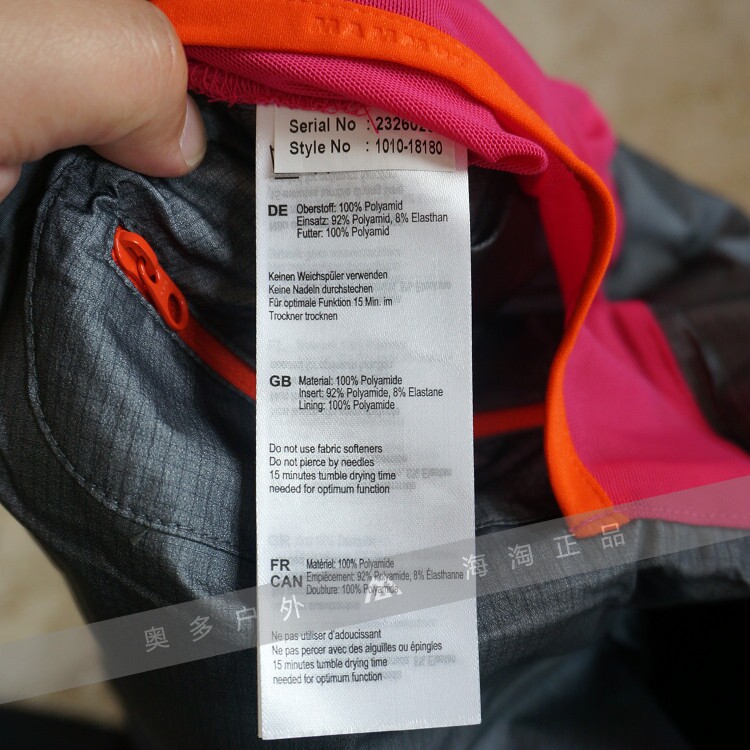 MAMMUT
Serial No :
Style No : 1010-18180
DE Oberstoff: 100% Polyamid
Einsatz: 92% Polyamid, 8% Elasthan
Futter: 100% Polyamid
Keinen Weichspüler verwenden
Keine Nadeln durchstechen
Für optimale Funktion 15 Min. im
Trockner trocknen
GB Material: 100% Polyamide
Insert: 92% Polyamide, 8% Elastane
Lining: 100% Polyamide
Do not use fabric softeners
Do not pierce by needles
15 minutes tumble drying time
needed for optimum function
FR Matériel: 100% Polyamide
CAN Empiècement: 92% Polyamide, 8% Élasthanne
Doublure: 100% Polyamide
Ne pas utiliser d'adoucissant
Ne pas percer avec des aiguilles ou épingles
15 minutes tumble drying time
needed for optimum function
奥多户外 海淘正品